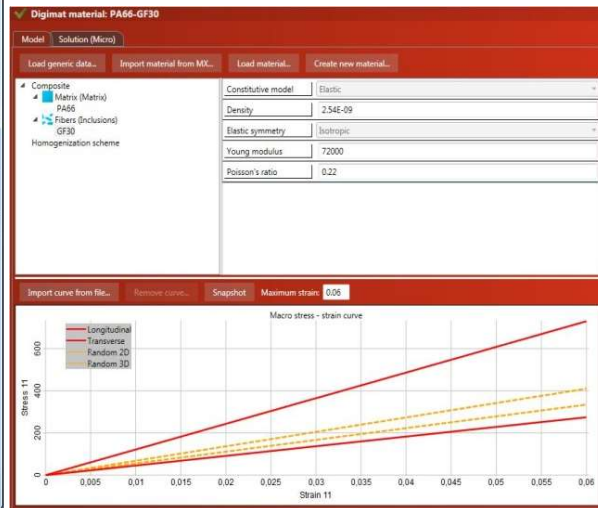 Digimat material: PA66-GF30
Model Solution (Micro)
Load generic data... Import material from MX... Load material... Create new material...
Composite
Matrix (Matrix)
PA66
Fibers (Inclusions)
GF30
Homogenization scheme
Constitutive model Elastic
Density 2.54E-09
Elastic symmetry Isotropic
Young modulus 72000
Poisson's ratio 0.22
Import curve from file... Remove curve... Snapshot Maximum strain: 0.06
Macro stress - strain curve
Longitudinal
Transverse
Random 2D
Random 3D
Stress 11
600
400
200
0
0 0,005 0,01 0,015 0,02 0,025 0,03 0,035 0,04 0,045 0,05 0,055 0,06
Strain 11